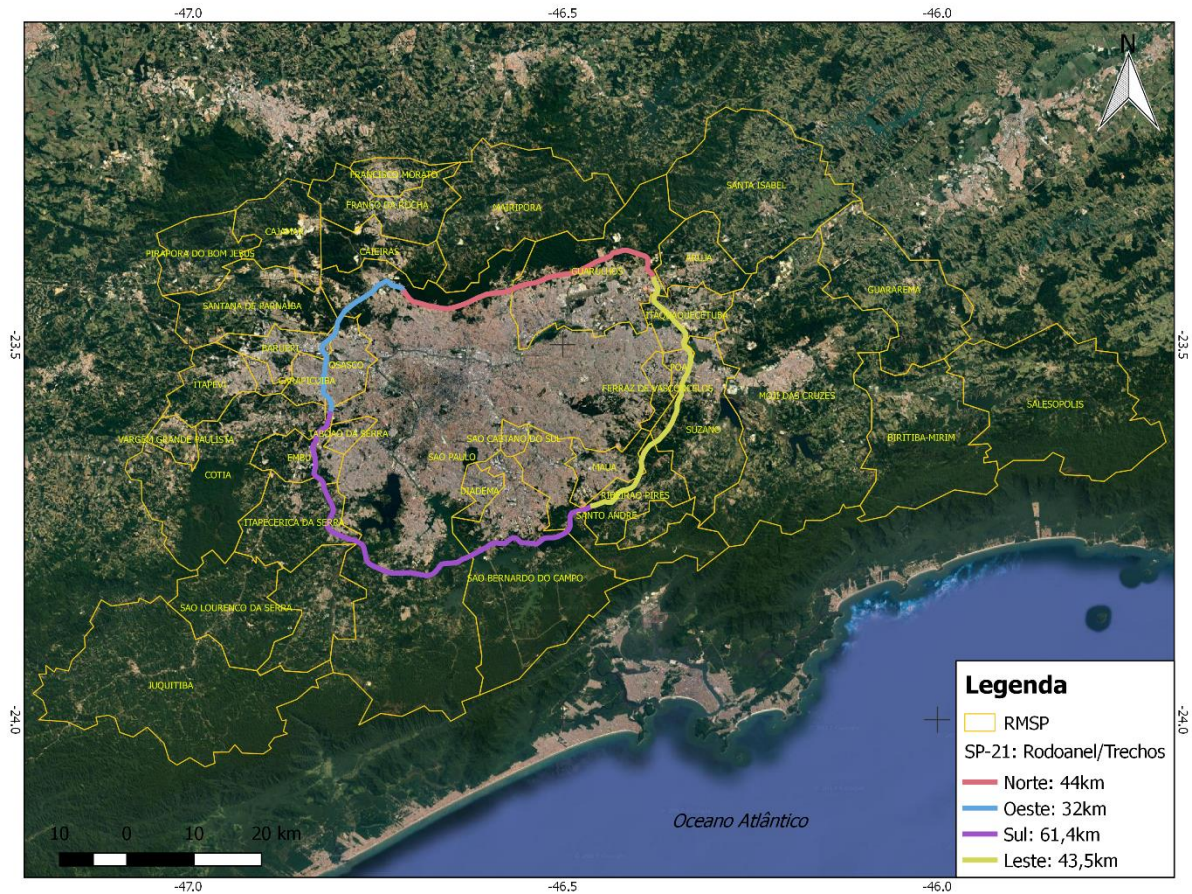 -47.0
-46.5
-46.0
N
FRANCISCO MORATO
FRANCO DA ROCHA
MAIRIPORA
SANTA ISABEL
CAJAMAR
CAIEIRAS
PIRAPORA DO BOM JESUS
GUARULHOS
ARUJA
GUARAREMA
SANTANA DE PARNAIBA
ITAQUAQUECETUBA
-23.5
-23.5
BARUERI
OSASCO
ITAPEVI
CARAPICUIBA
POA
FERRAZ DE VASCONCELOS
MOJI DAS CRUZES
SALESOPOLIS
SUZANO
BIRITIBA-MIRIM
VARGEM GRANDE PAULISTA
TABOAO DA SERRA
SAO CAETANO DO SUL
EMBU
SAO PAULO
MAUA
COTIA
DIADEMA
RIBEIRAO PIRES
ITAPECERICA DA SERRA
SANTO ANDRE
SAO BERNARDO DO CAMPO
SAO LOURENCO DA SERRA
JUQUITIBA
-24.0
-24.0
Legenda
RMSP
SP-21: Rodoanel/Trechos
Norte: 44km
Oeste: 32km
Sul: 61,4km
Leste: 43,5km
Oceano Atlântico
10 0 10 20 km
-47.0
-46.5
-46.0